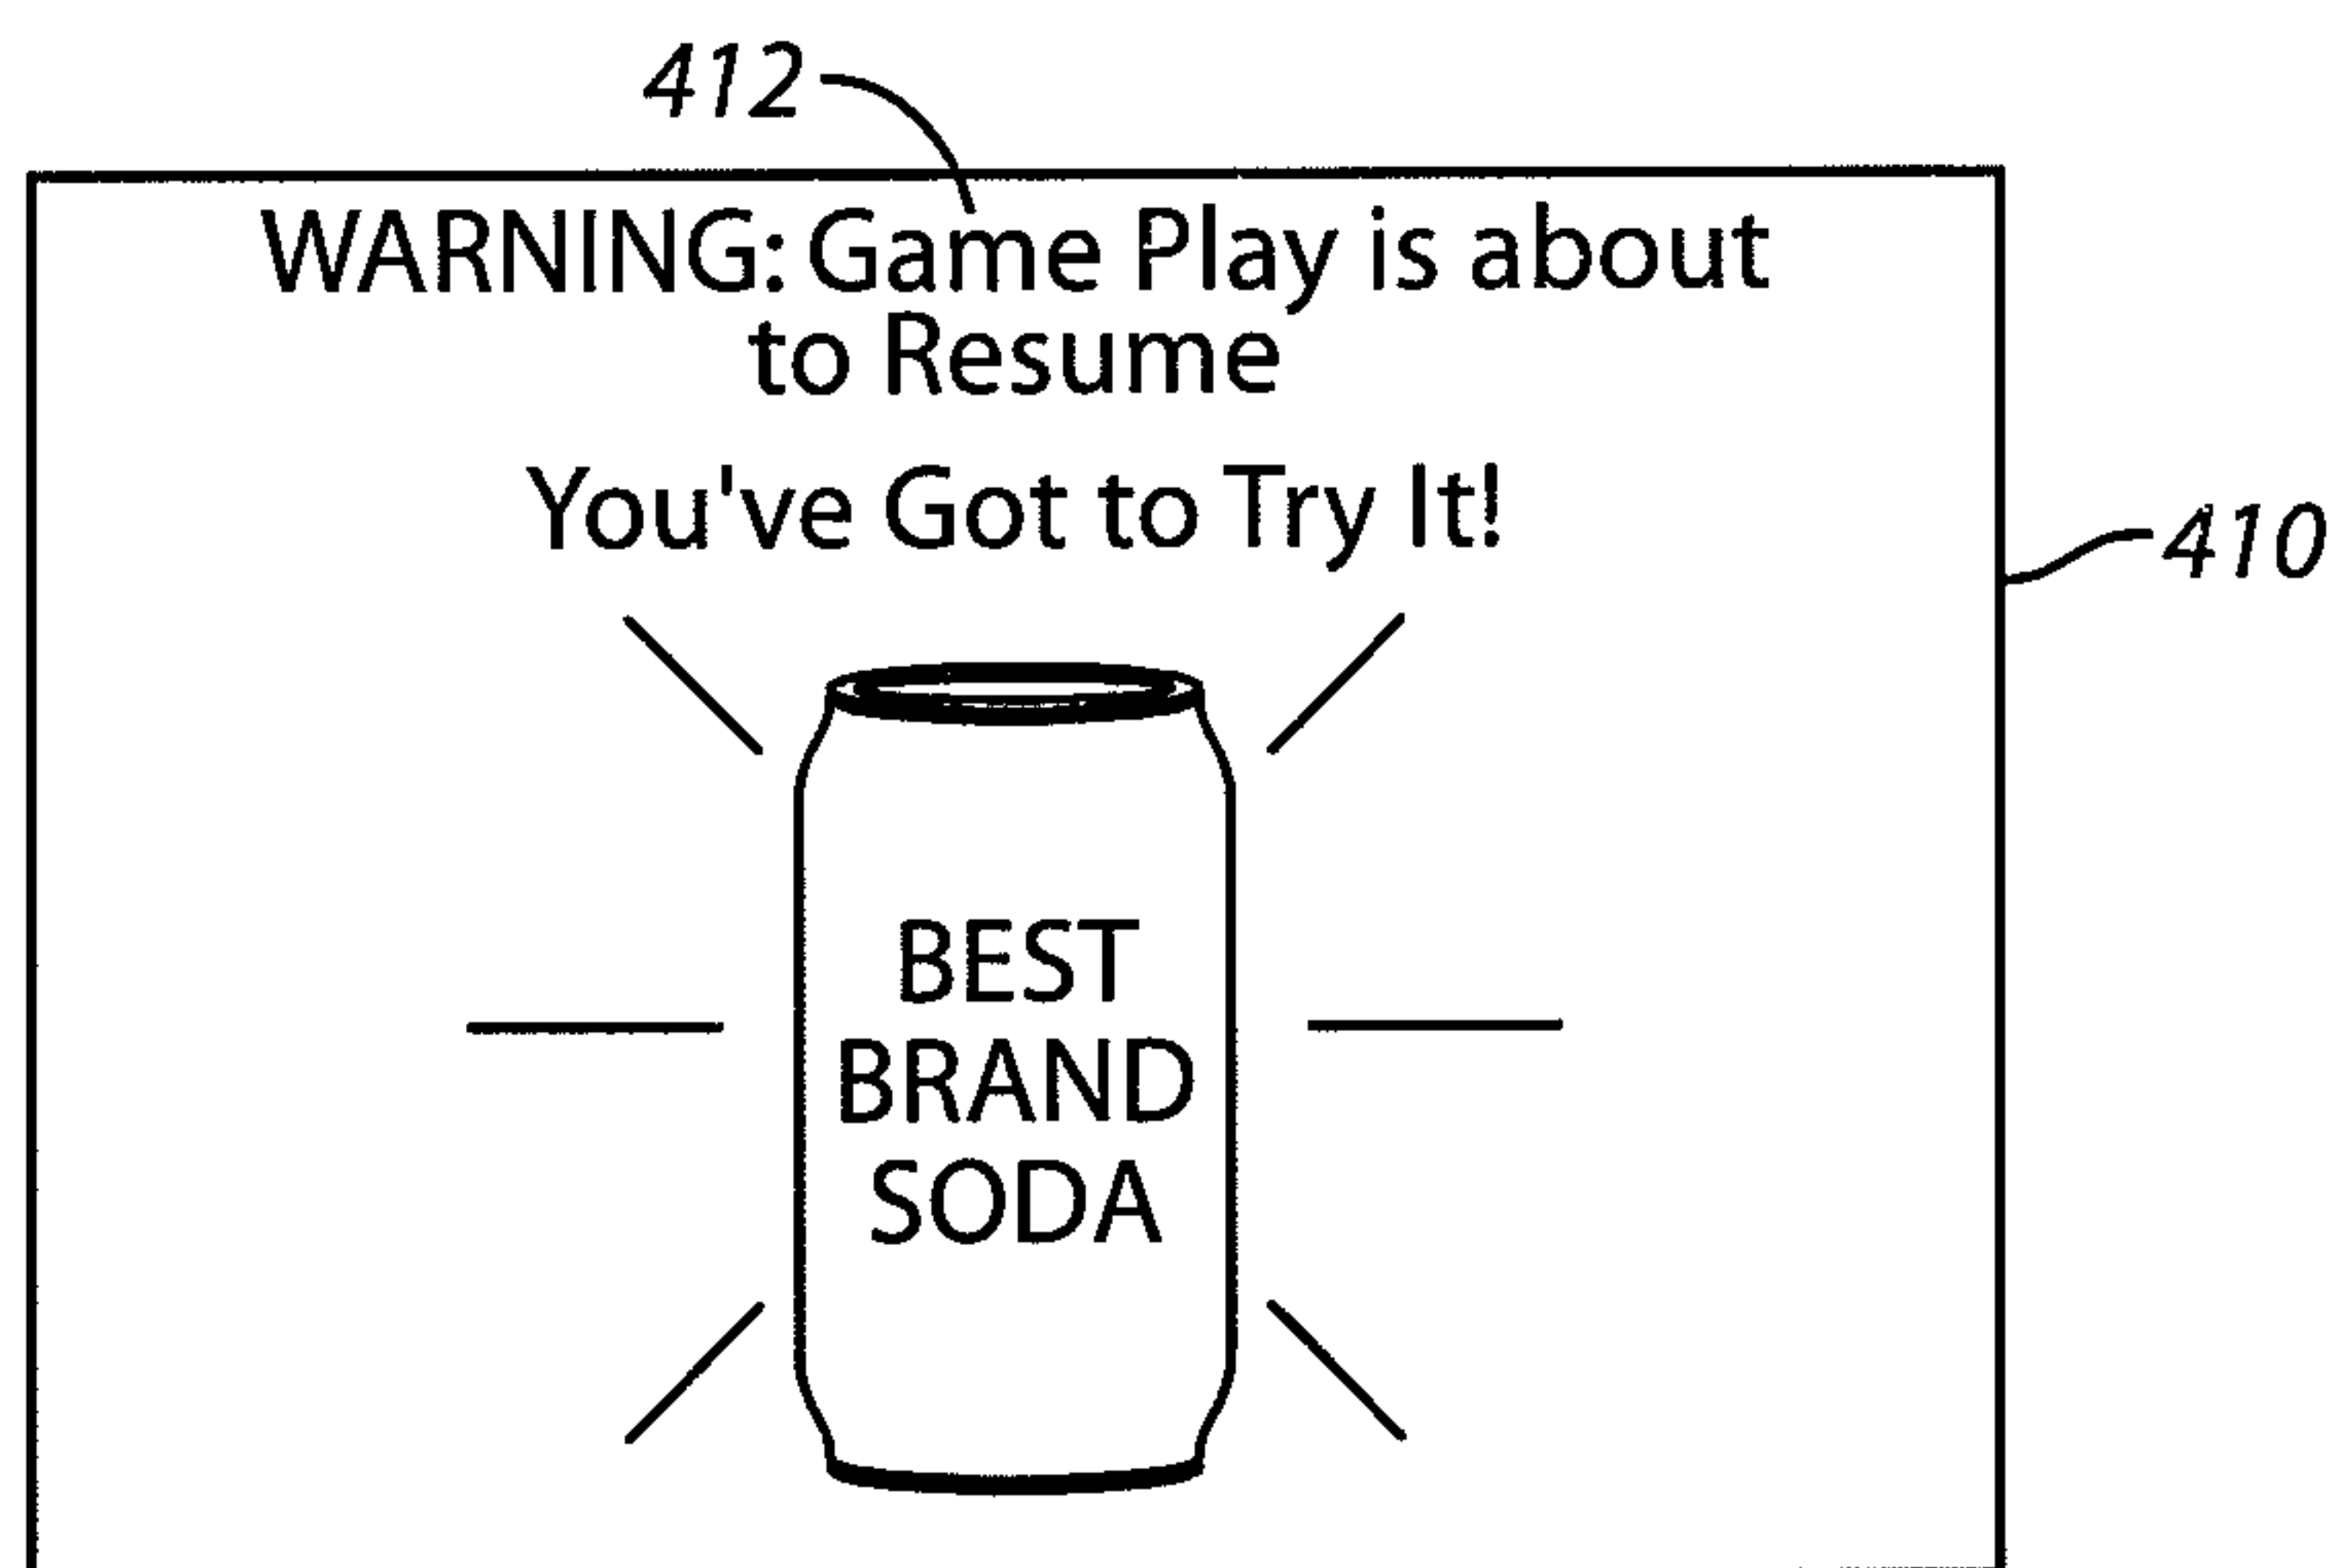 412
WARNING: Game Play is about
to Resume
You've Got to Try It!
410
BEST
BRAND
SODA